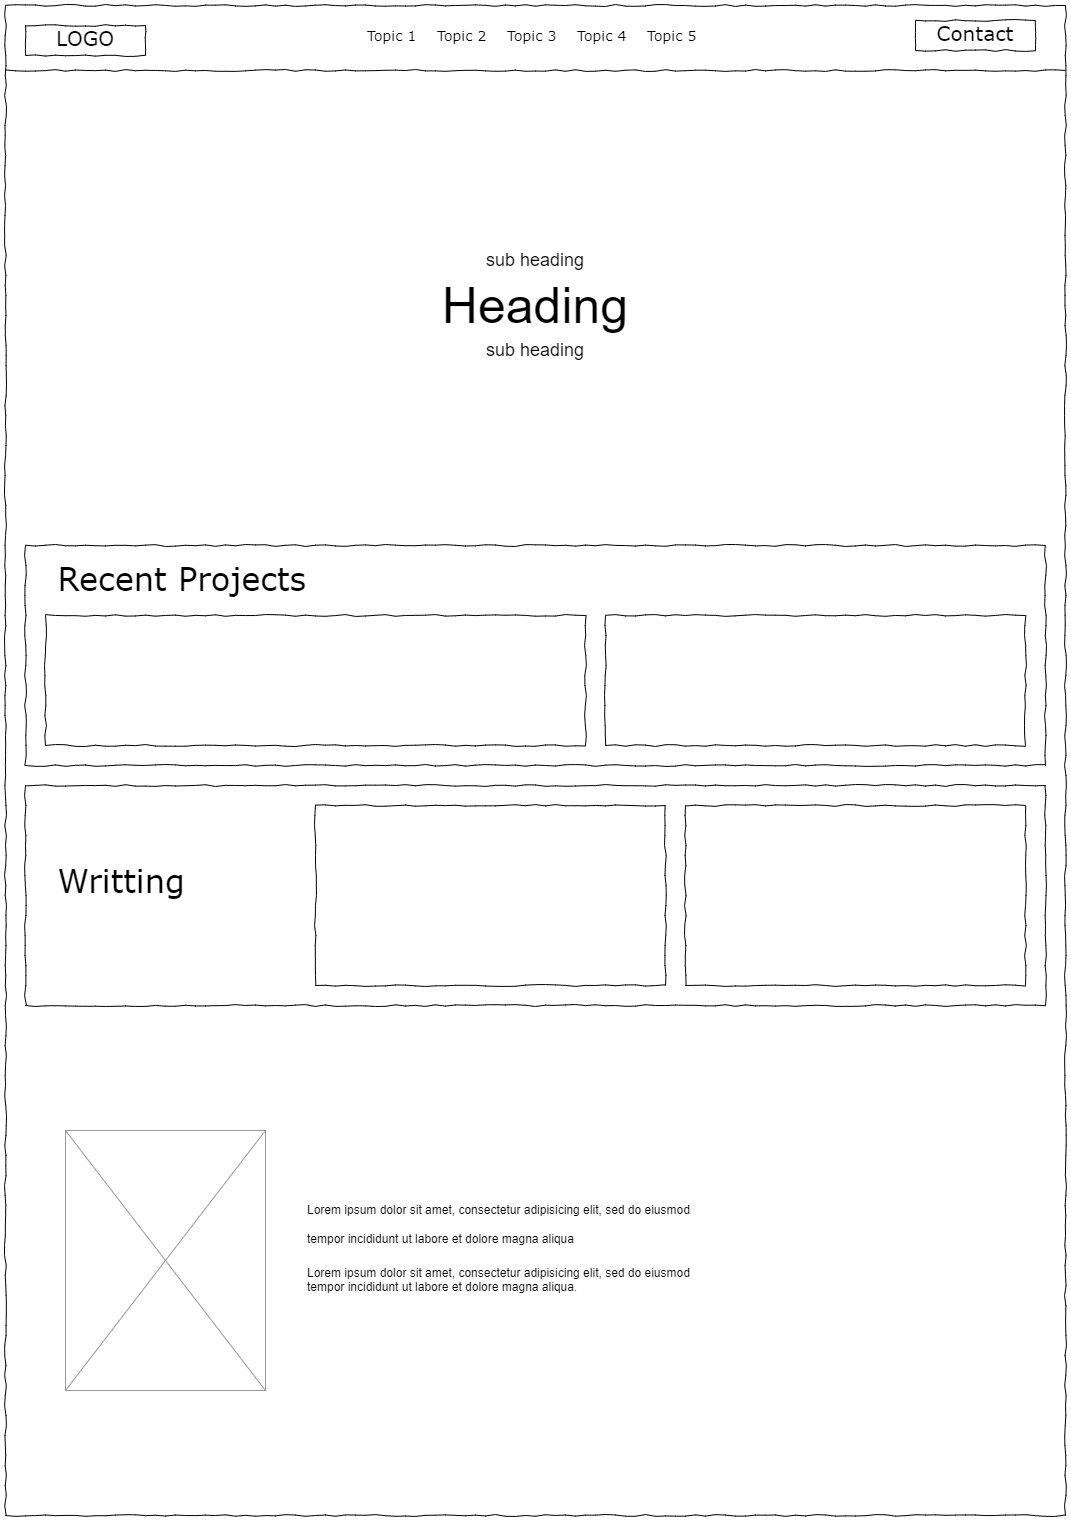 LOGO
Topic 1 Topic 2 Topic 3 Topic 4 Topic 5
Contact
sub heading
Heading
sub heading
Recent Projects
Writting
Lorem ipsum dolor sit amet, consectetur adipisicing elit, sed do eiusmod
tempor incididunt ut labore et dolore magna aliqua
Lorem ipsum dolor sit amet, consectetur adipisicing elit, sed do eiusmod
tempor incididunt ut labore et dolore magna aliqua.